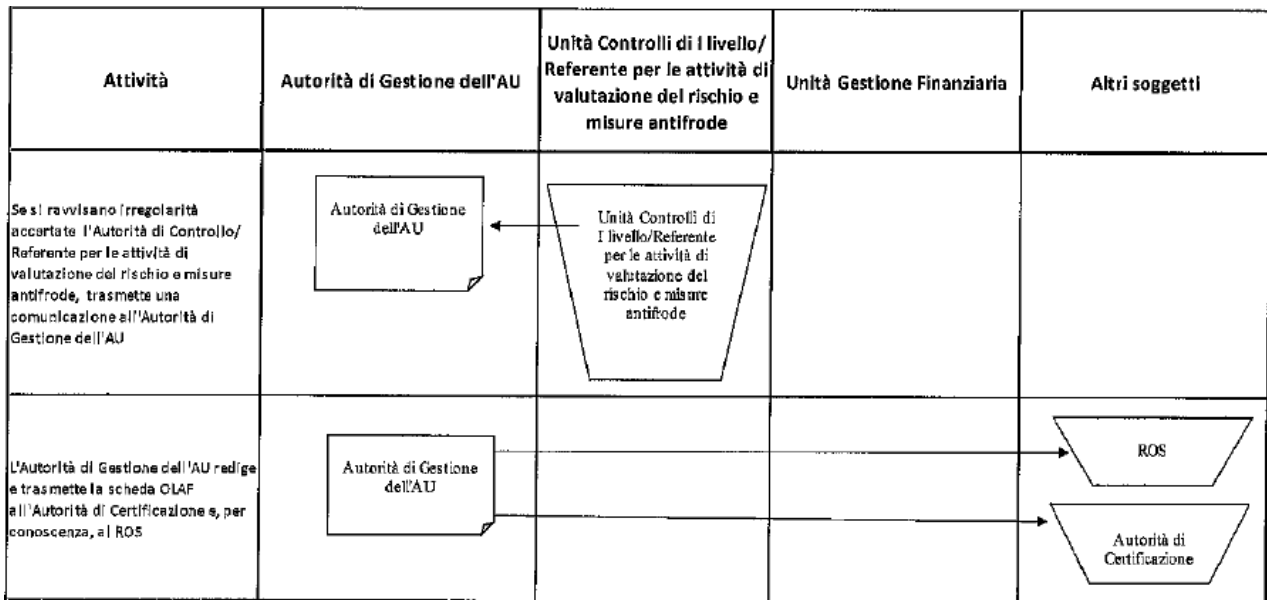 Attività
Autorità di Gestione dell'AU
Unità Controlli di I livello/
Referente per le attività di
valutazione del rischio e
misure antifrode
Unità Gestione Finanziaria
Altri soggetti
Se si ravvisano irregolarità
accertate l'Autorità di Controllo/
Referente per le attività di
valutazione del rischio e misure
antifrode, trasmette una
comunicazione all'Autorità di
Gestione dell'AU
Autorità di Gestione
dell'AU
Unità Controlli di
I livello/Referente
per le attività di
valutazione del
rischio e misure
antifrode
L'Autorità di Gestione dell'AU redige
e trasmette la scheda OLAF
all'Autorità di Certificazione e, per
conoscenza, al ROS
Autorità di Gestione
dell'AU
ROS
Autorità di
Certificazione